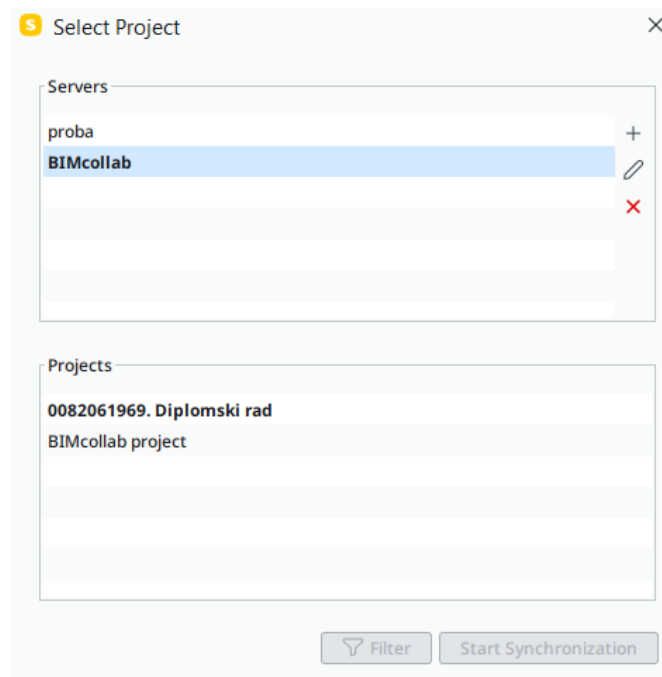 S Select Project
Servers
proba
BIMcollab
Projects
0082061969. Diplomski rad
BIMcollab project
Filter
Start Synchronization